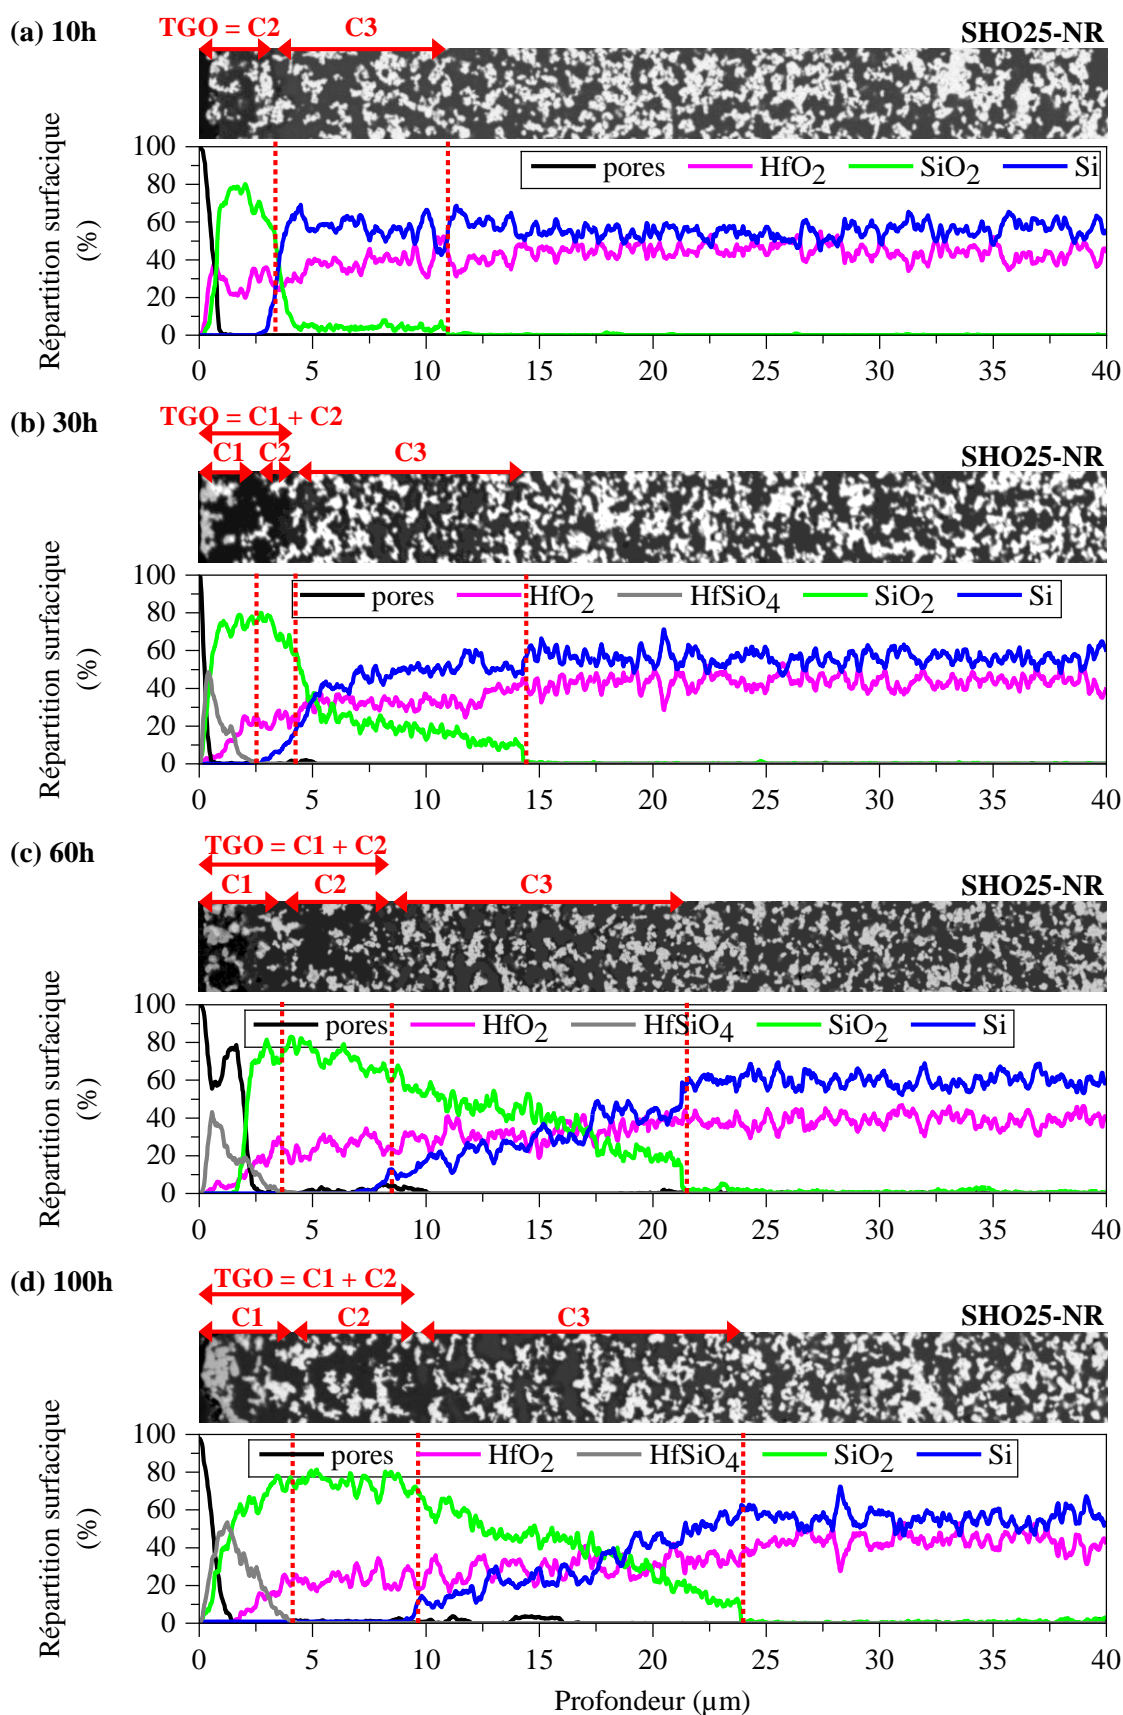 (a) 10h
TGO = C2
C3
SHO25-NR
Répartition surfacique
(%)
100
80
60
40
20
0
pores
HfO2
SiO2
Si
0 5 10 15 20 25 30 35 40
(b) 30h
TGO = C1 + C2
C1 C2 C3
SHO25-NR
Répartition surfacique
(%)
100
80
60
40
20
0
pores
HfO2
HfSiO4
SiO2
Si
0 5 10 15 20 25 30 35 40
(c) 60h
TGO = C1 + C2
C1 C2 C3
SHO25-NR
Répartition surfacique
(%)
100
80
60
40
20
0
pores
HfO2
HfSiO4
SiO2
Si
0 5 10 15 20 25 30 35 40
(d) 100h
TGO = C1 + C2
C1 C2 C3
SHO25-NR
Répartition surfacique
(%)
100
80
60
40
20
0
pores
HfO2
HfSiO4
SiO2
Si
0 5 10 15 20 25 30 35 40
Profondeur (µm)